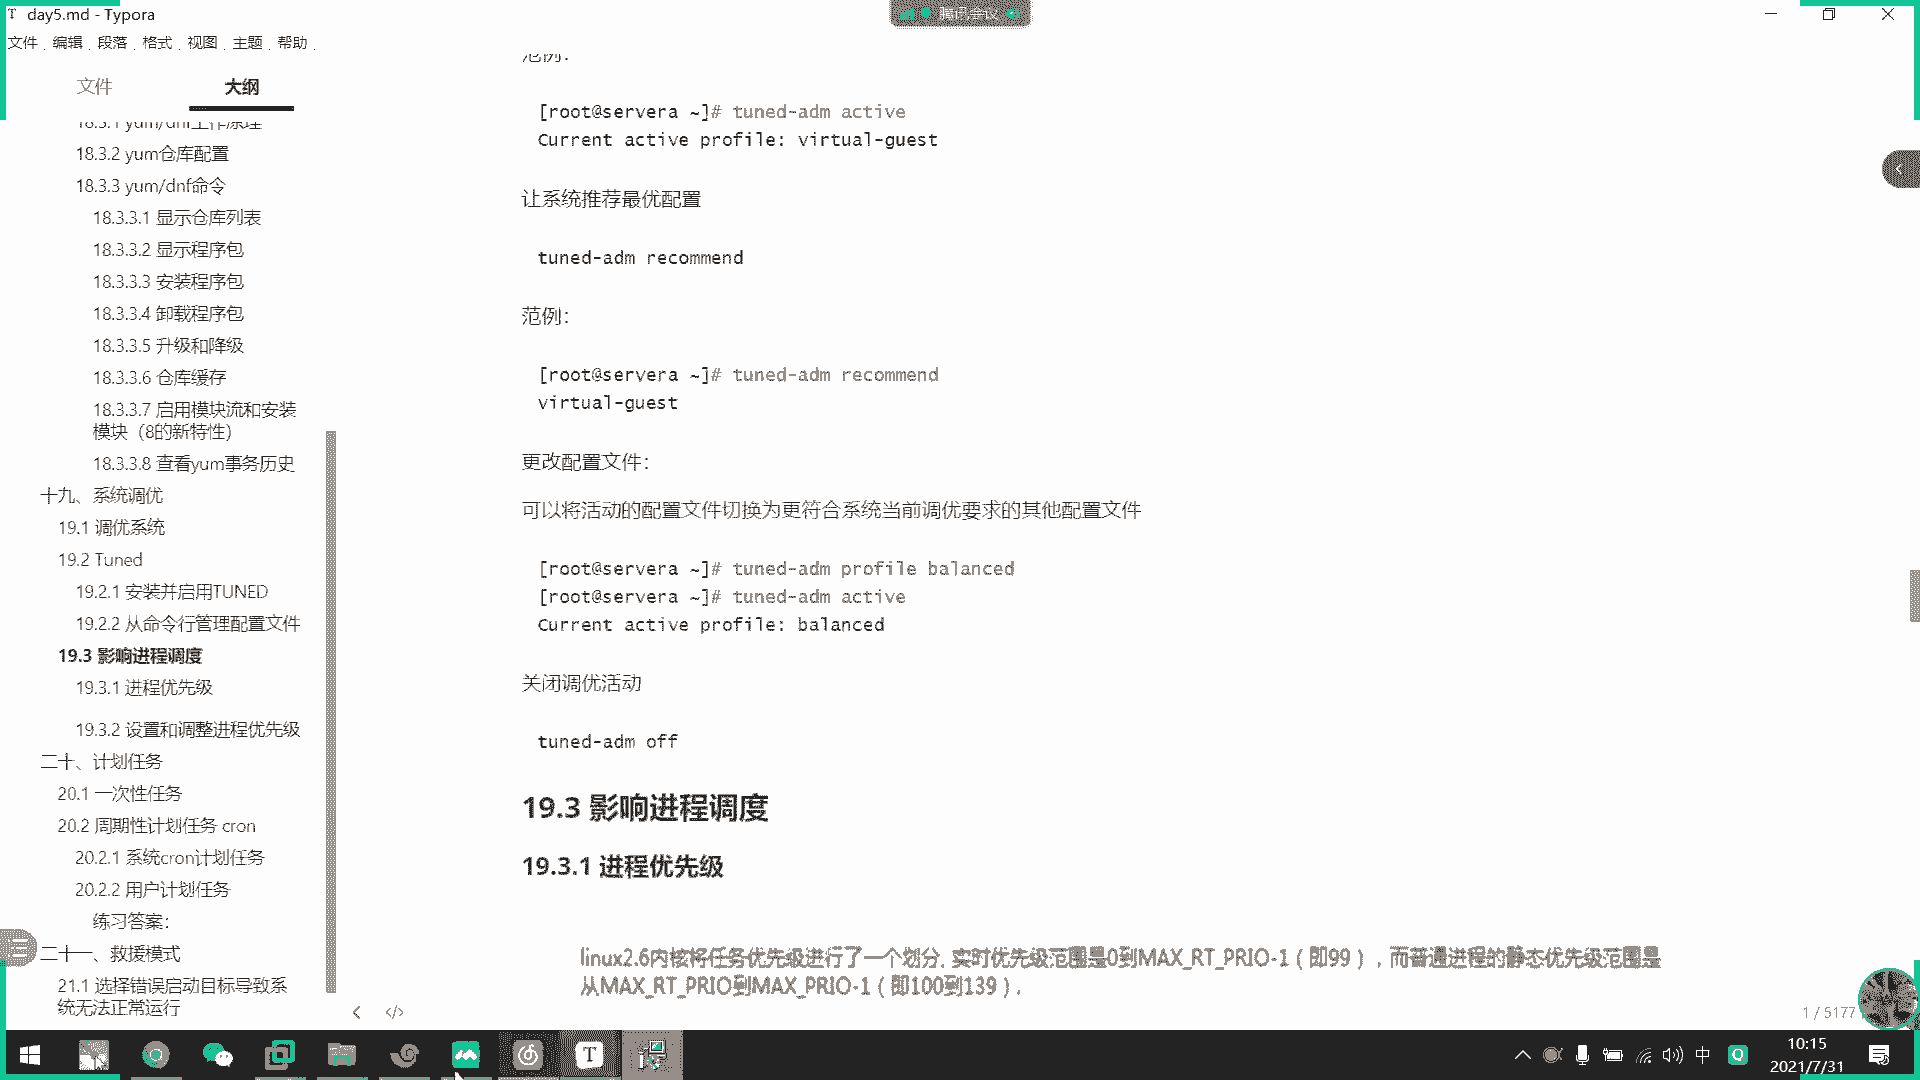 day5.md - Typora
腾讯会议
文件 编辑 段落 格式 视图 主题 帮助
文件
大纲
18.3.1 yum/dnf工作原理
18.3.2 yum仓库配置
18.3.3 yum/dnf命令
18.3.3.1 显示仓库列表
18.3.3.2 显示程序包
18.3.3.3 安装程序包
18.3.3.4 卸载程序包
18.3.3.5 升级和降级
18.3.3.6 仓库缓存
18.3.3.7 启用模块流和安装
模块（8的新特性）
18.3.3.8 查看yum事务历史
十九、系统调优
19.1 调优系统
19.2 Tuned
19.2.1 安装并启用TUNED
19.2.2 从命令行管理配置文件
19.3 影响进程调度
19.3.1 进程优先级
19.3.2 设置和调整进程优先级
二十、计划任务
20.1 一次性任务
20.2 周期性计划任务 cron
20.2.1 系统cron计划任务
20.2.2 用户计划任务
练习答案：
二十一、救援模式
21.1 选择错误启动目标导致系
统无法正常运行
范例：
[root@servera ~]# tuned-adm active
Current active profile: virtual-guest
让系统推荐最优配置
tuned-adm recommend
范例：
[root@servera ~]# tuned-adm recommend
virtual-guest
更改配置文件：
可以将活动的配置文件切换为更符合系统当前调优要求的其他配置文件
[root@servera ~]# tuned-adm profile balanced
[root@servera ~]# tuned-adm active
Current active profile: balanced
关闭调优活动
tuned-adm off
19.3 影响进程调度
19.3.1 进程优先级
linux2.6内核将任务优先级进行了一个划分, 实时优先级范围是0到MAX_RT_PRIO-1（即99），而普通进程的静态优先级范围是
从MAX_RT_PRIO到MAX_PRIO-1（即100到139）.
1 / 5177
中
10:15
2021/7/31